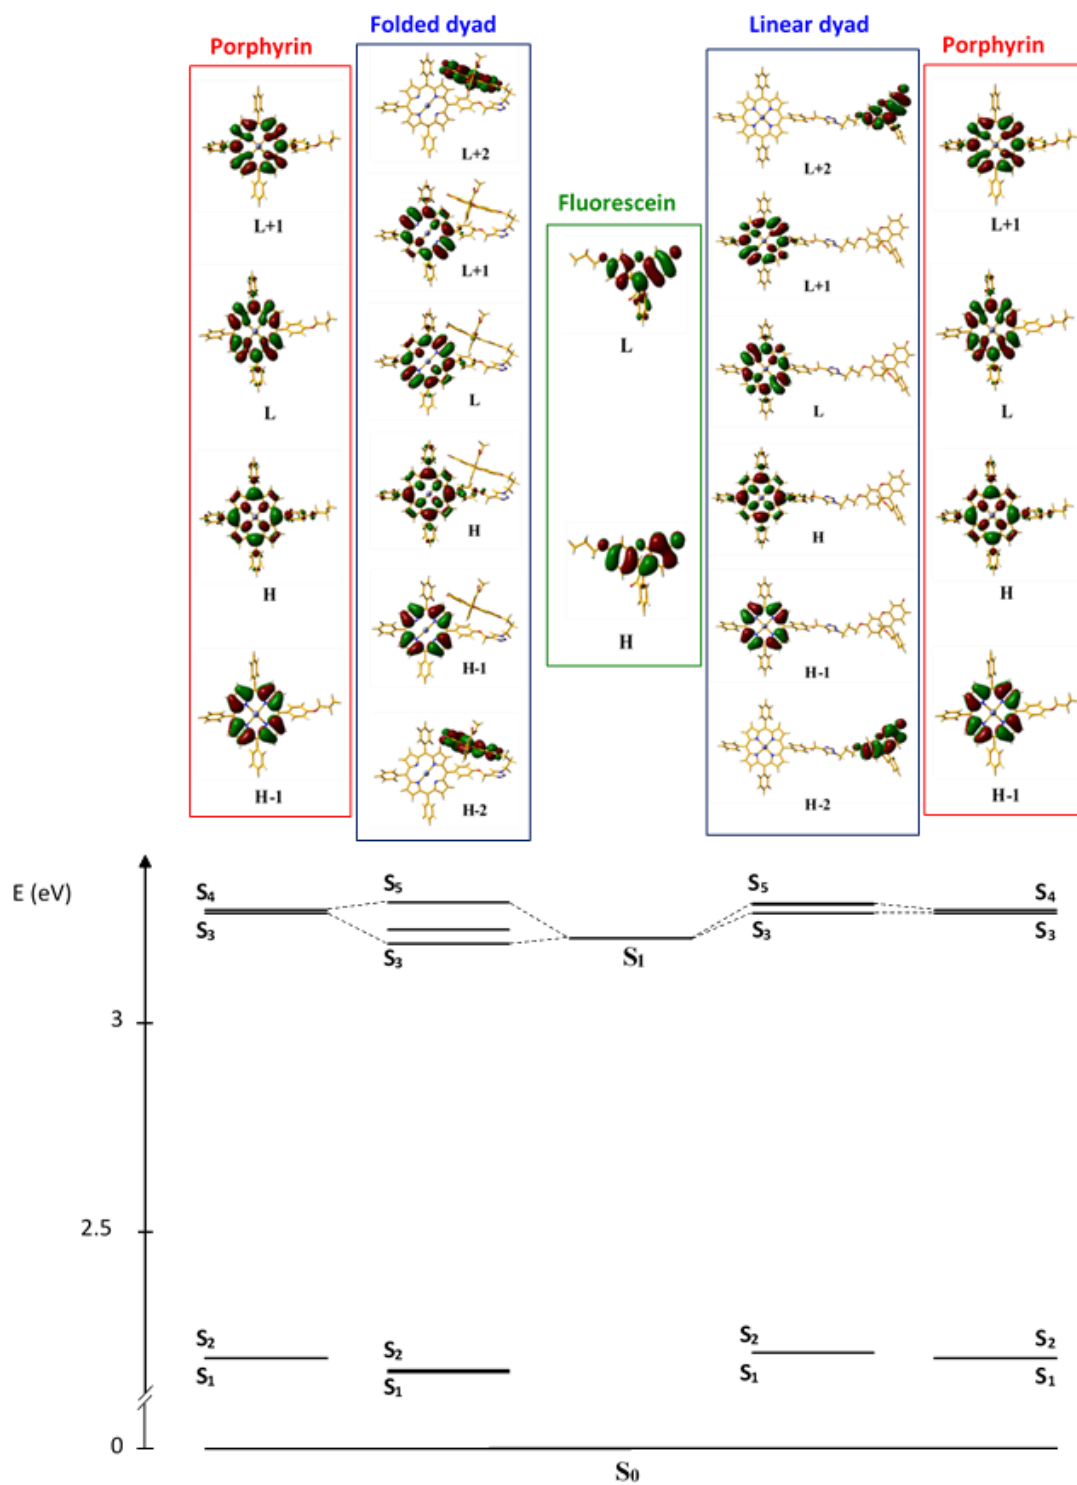 Porphyrin
Folded dyad
Linear dyad
Porphyrin
L+1
L
H
H-1
L+2
L+1
L
H
H-1
H-2
Fluorescein
L
H
L+2
L+1
L
H
H-1
H-2
L+1
L
H
H-1
E (eV)
3
2.5
0
S4
S3
S2
S1
S5
S3
S2
S1
S1
S5
S3
S2
S1
S4
S3
S2
S1
S0